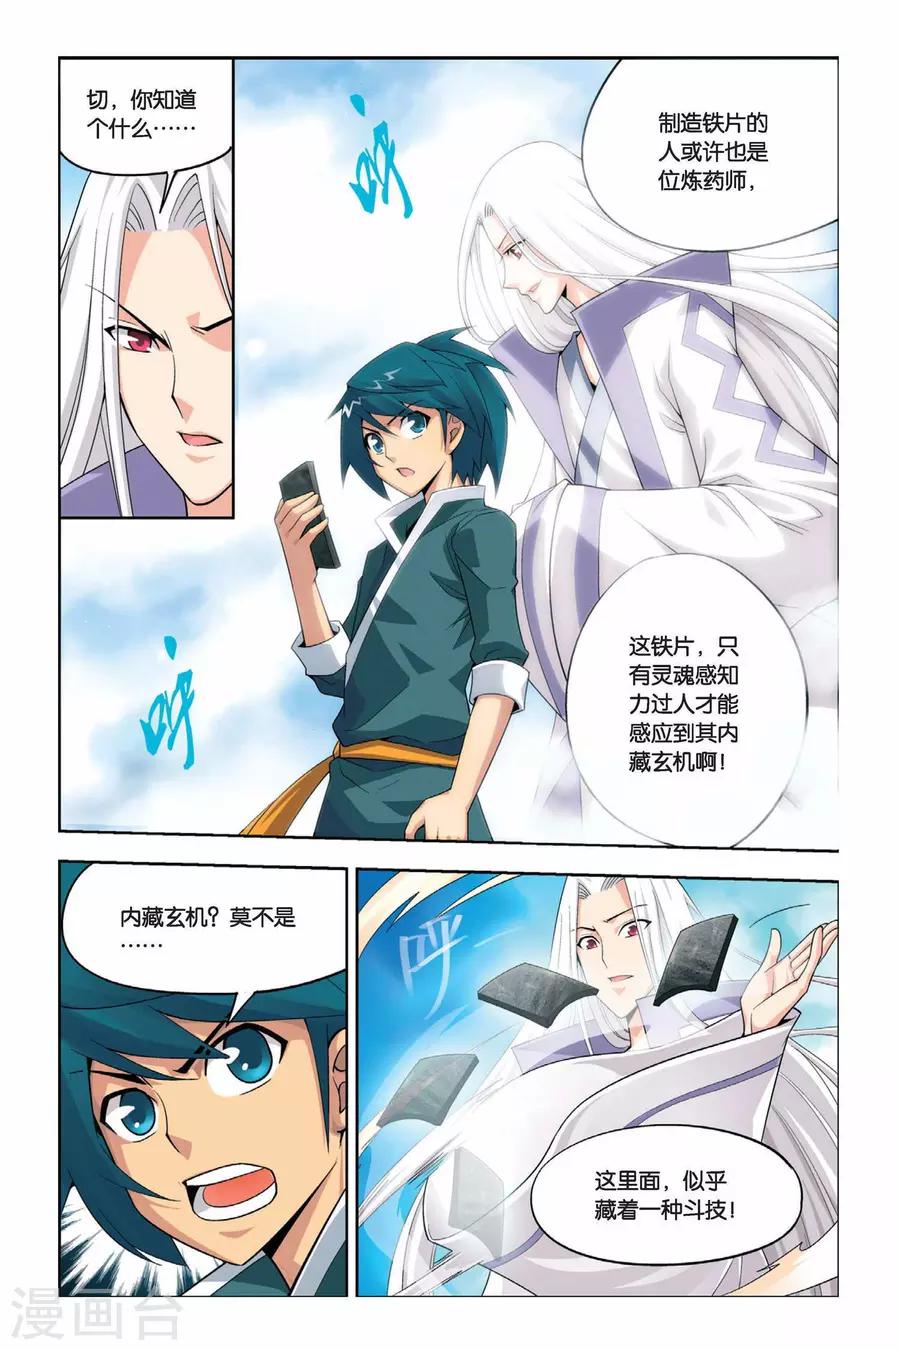 切，你知道
个什么……
呼
制造铁片的
人或许也是
位炼药师，
呼
这铁片，只
有灵魂感知
力过人才能
感应到其内
藏玄机啊！
内藏玄机？莫不是
……
呼
这里面，似乎
藏着一种斗技！
漫画台